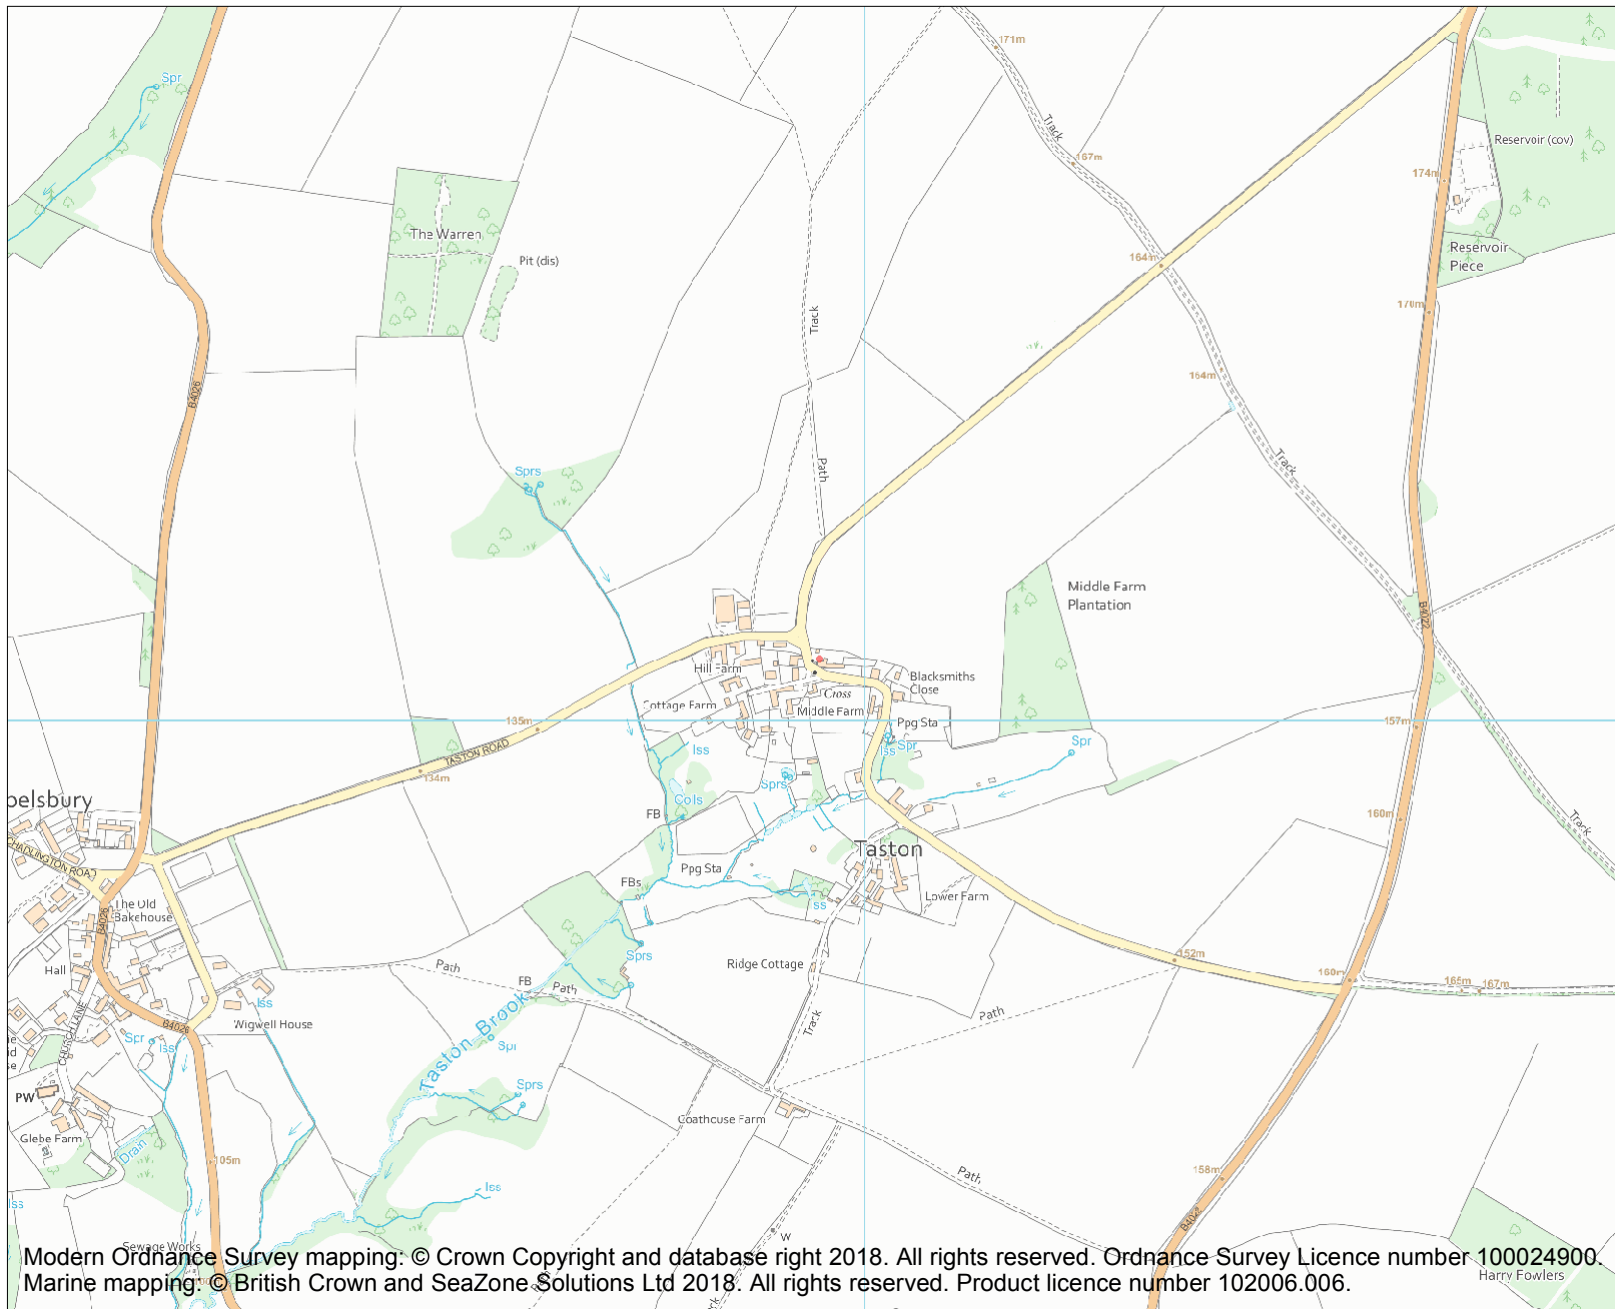 171m
Spr
Track
167m
Reservoir (cov)
174m
The Warren
Pit (dis)
164m
Reservoir
Piece
170m
Track
164m
B4026
Track
Path
Sprs
Middle Farm
Plantation
B4022
Hill Farm
Blacksmiths
Close
Cross
Cottage Farm
Middle Farm
135m
Ppg Sta
157m
TASTON ROAD
Iss
Iss
Spr
Spr
134m
Sprs
Cols
FB
160m
Track
pelsbury
CHADLINGTON ROAD
Taston
Ppg Sta
FBs
The Old
Bakehouse
Iss
Lower Farm
B4026
Sprs
152m
Hall
Path
Ridge Cottage
160m
165m
167m
FB
Path
Iss
Path
Wigwell House
B4026
Track
CHURCH LANE
Spr
Iss
Taston Brook
Spr
PW
Sprs
Coathouse Farm
Glebe Farm
Drain
105m
Path
158m
Iss
Iss
B4022
Sewage Works
W
Modern Ordnance Survey mapping: © Crown Copyright and database right 2018. All rights reserved. Ordnance Survey Licence number 100024900.
Marine mapping: © British Crown and SeaZone Solutions Ltd 2018. All rights reserved. Product licence number 102006.006.
Harry Fowlers